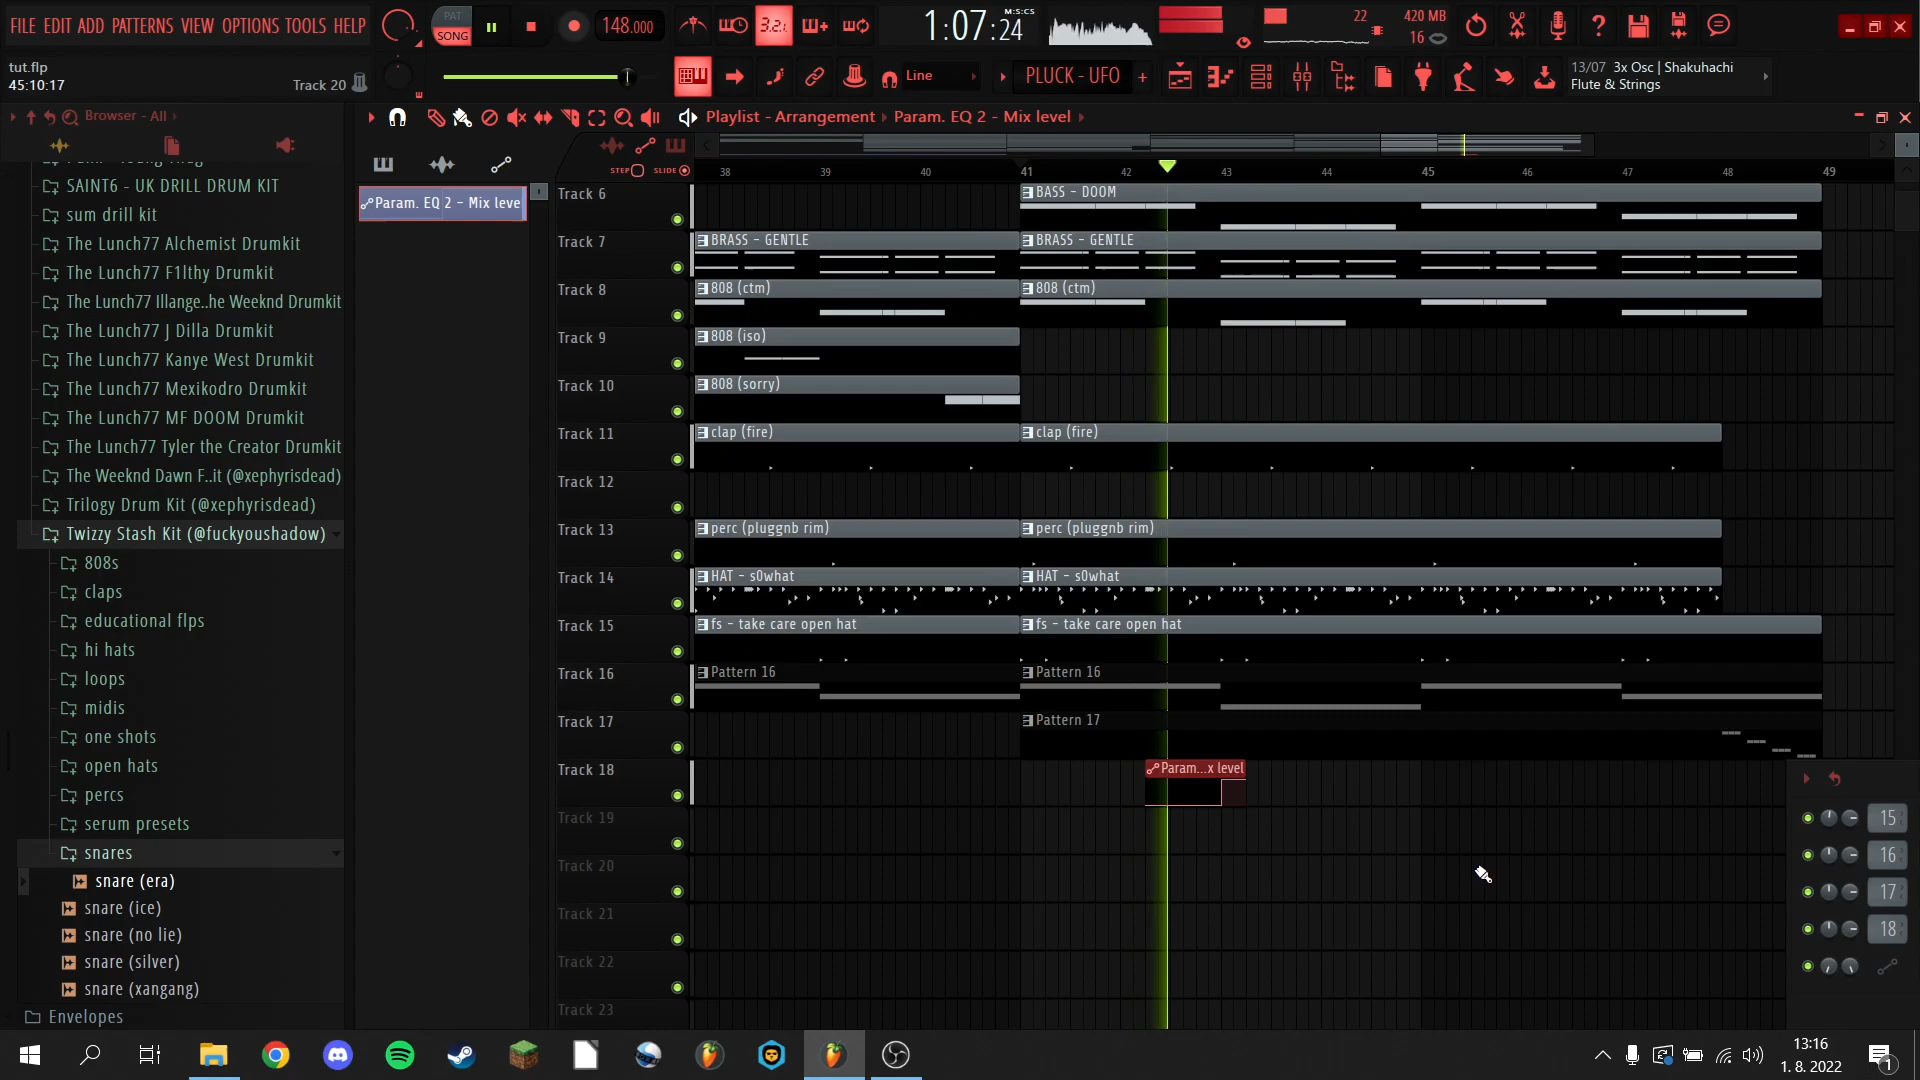 FILE EDIT ADD PATTERNS VIEW OPTIONS TOOLS HELP
PAT
SONG
148.000
3.2.
1:07:24
M:S:CS
22
420 MB
16
tut.flp
45:10:17
Track 20
Line
PLUCK - UFO
13/07 3x Osc | Shakuhachi
Flute & Strings
Browser - All
Playlist - Arrangement › Param. EQ 2 - Mix level
STEP
SLIDE
38 39 40 41 42 43 44 45 46 47 48 49
Param. EQ 2 - Mix leve
SAINT6 - UK DRILL DRUM KIT
sum drill kit
The Lunch77 Alchemist Drumkit
The Lunch77 F1lthy Drumkit
The Lunch77 Illange..he Weeknd Drumkit
The Lunch77 J Dilla Drumkit
The Lunch77 Kanye West Drumkit
The Lunch77 Mexikodro Drumkit
The Lunch77 MF DOOM Drumkit
The Lunch77 Tyler the Creator Drumkit
The Weeknd Dawn F..it (@xephyrisdead)
Trilogy Drum Kit (@xephyrisdead)
Twizzy Stash Kit (@fuckyoushadow)
808s
claps
educational flps
hi hats
loops
midis
one shots
open hats
percs
serum presets
snares
snare (era)
snare (ice)
snare (no lie)
snare (silver)
snare (xangang)
Envelopes
Track 6
BASS - DOOM
Track 7
BRASS - GENTLE
BRASS - GENTLE
Track 8
808 (ctm)
808 (ctm)
Track 9
808 (iso)
Track 10
808 (sorry)
Track 11
clap (fire)
clap (fire)
Track 12
Track 13
perc (pluggnb rim)
perc (pluggnb rim)
Track 14
HAT - s0what
HAT - s0what
Track 15
fs - take care open hat
fs - take care open hat
Track 16
Pattern 16
Pattern 16
Track 17
Pattern 17
Track 18
Param...x level
Track 19
Track 20
Track 21
Track 22
Track 23
15
16
17
18
13:16
1. 8. 2022
1